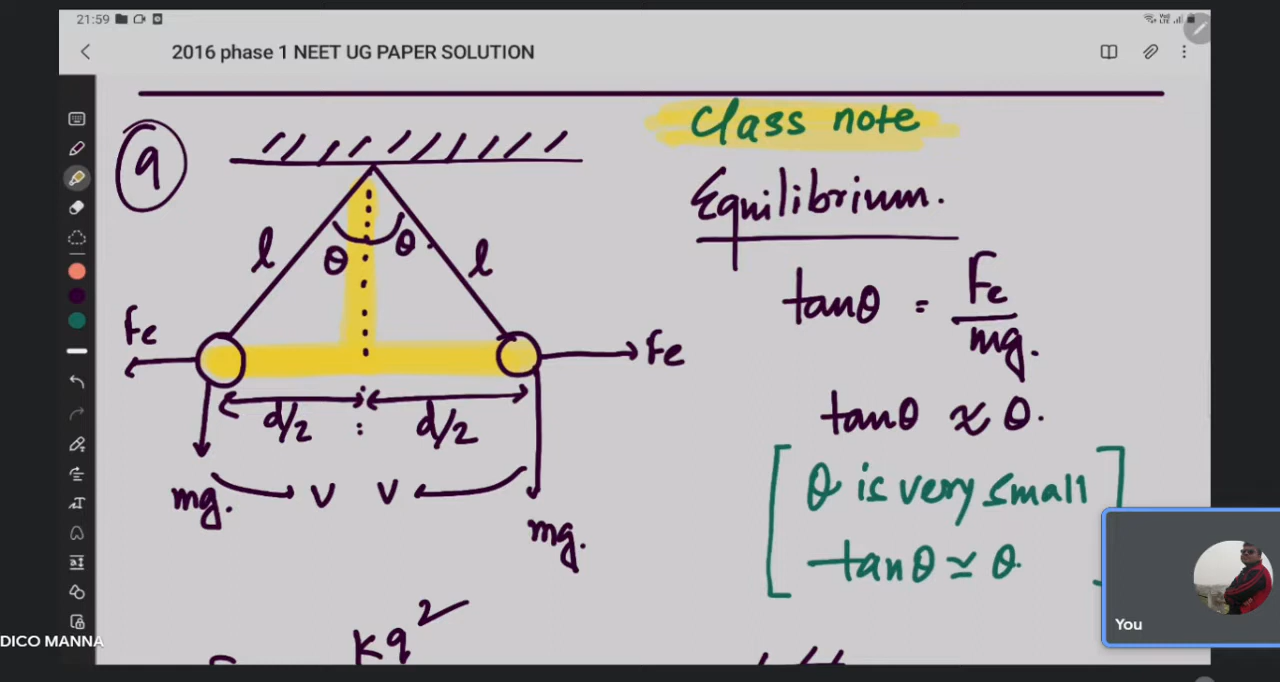 21:59
2016 phase 1 NEET UG PAPER SOLUTION
Class note
9
Equilibrium.
l
θ θ
l
tanθ = Fe/mg.
Fe
Fe
d/2 d/2
tanθ ≈ θ.
mg. v v
mg.
[θ is very small
tanθ ≃ θ.]
You
DICO MANNA
kq²